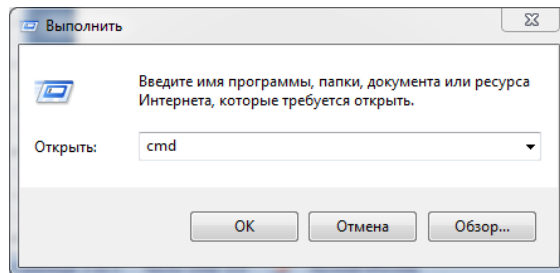 Выполнить
Введите имя программы, папки, документа или ресурса
Интернета, которые требуется открыть.
Открыть: cmd
OK Отмена Обзор...